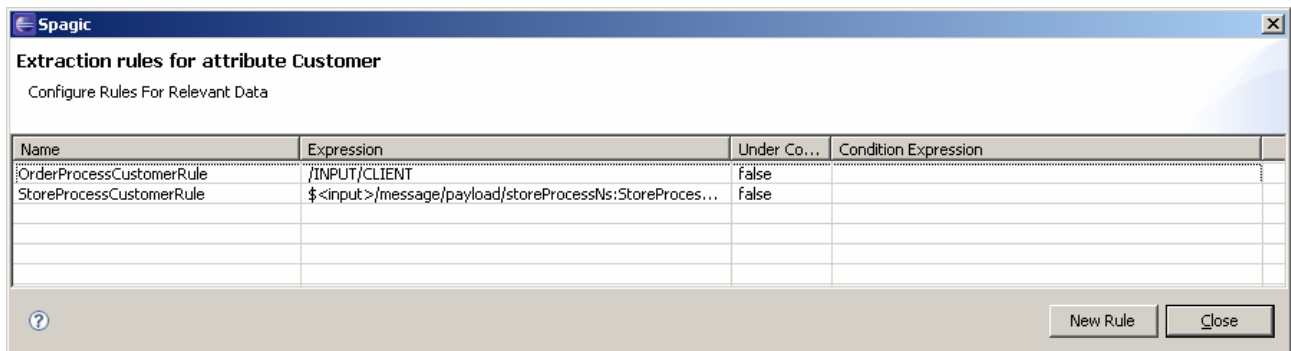 Spagic
Extraction rules for attribute Customer
Configure Rules For Relevant Data
Name Expression Under Co... Condition Expression
OrderProcessCustomerRule /INPUT/CLIENT false
StoreProcessCustomerRule $<input>/message/payload/storeProcessNs:StoreProces... false
New Rule Close